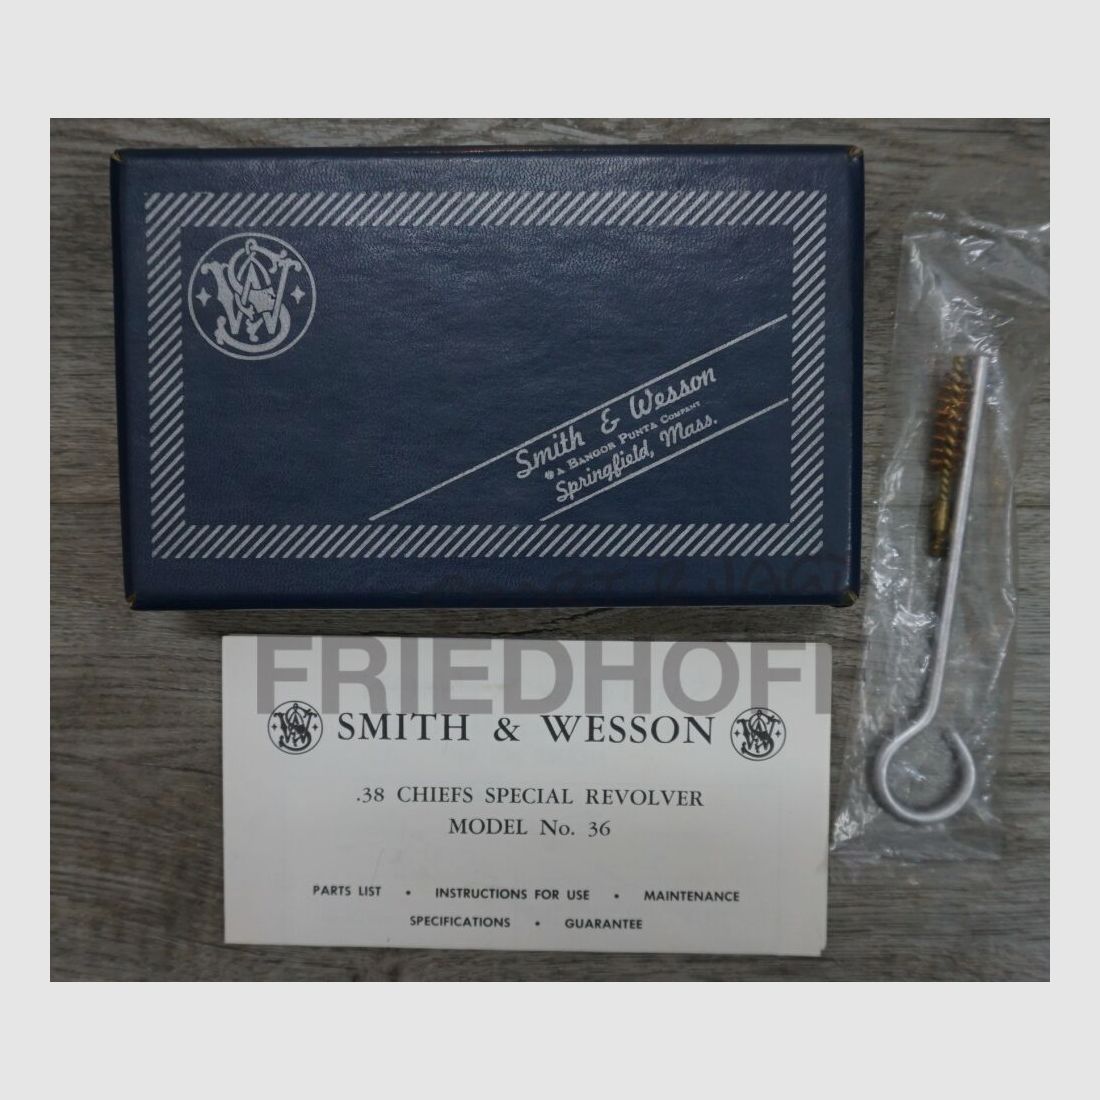 Smith & Wesson
A BANGOR PUNTA COMPANY
Springfield, Mass.
FRIEDHOF
SMITH & WESSON
.38 CHIEFS SPECIAL REVOLVER
MODEL No. 36
PARTS LIST • INSTRUCTIONS FOR USE • MAINTENANCE
SPECIFICATIONS • GUARANTEE